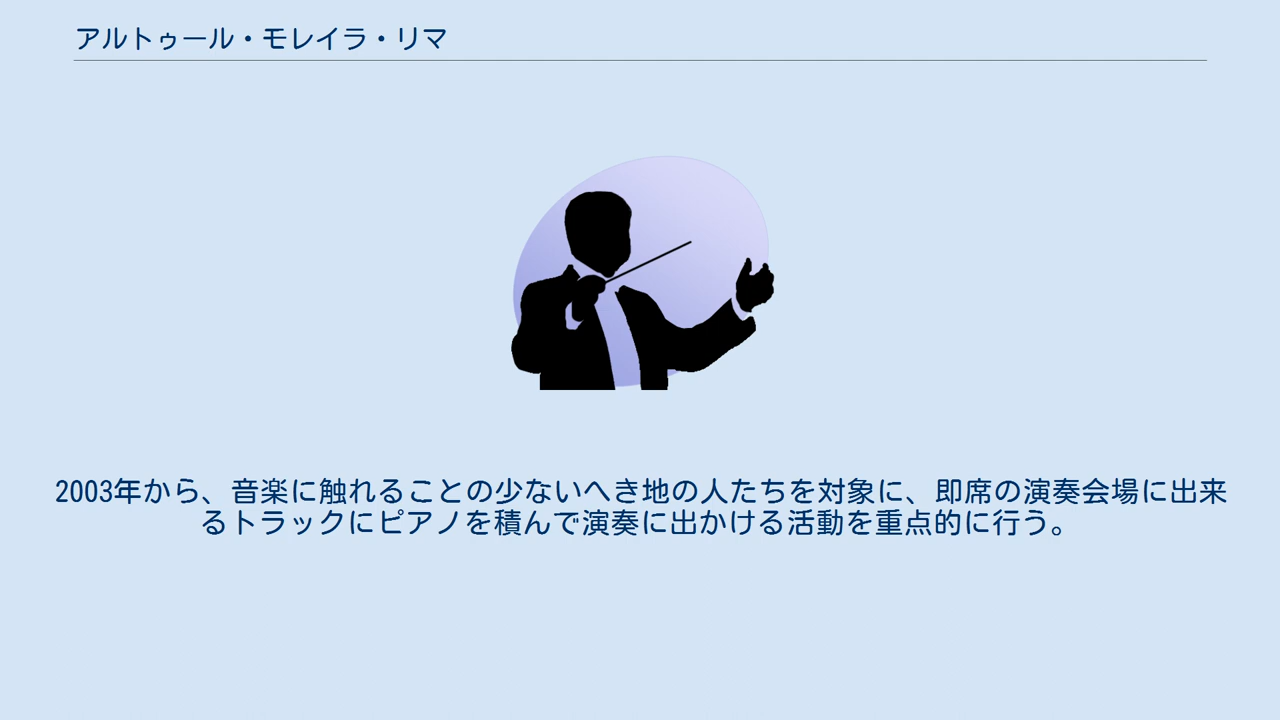 アルトゥール・モレイラ・リマ
2003年から、音楽に触れることの少ないへき地の人たちを対象に、即席の演奏会場に出来
るトラックにピアノを積んで演奏に出かける活動を重点的に行う。